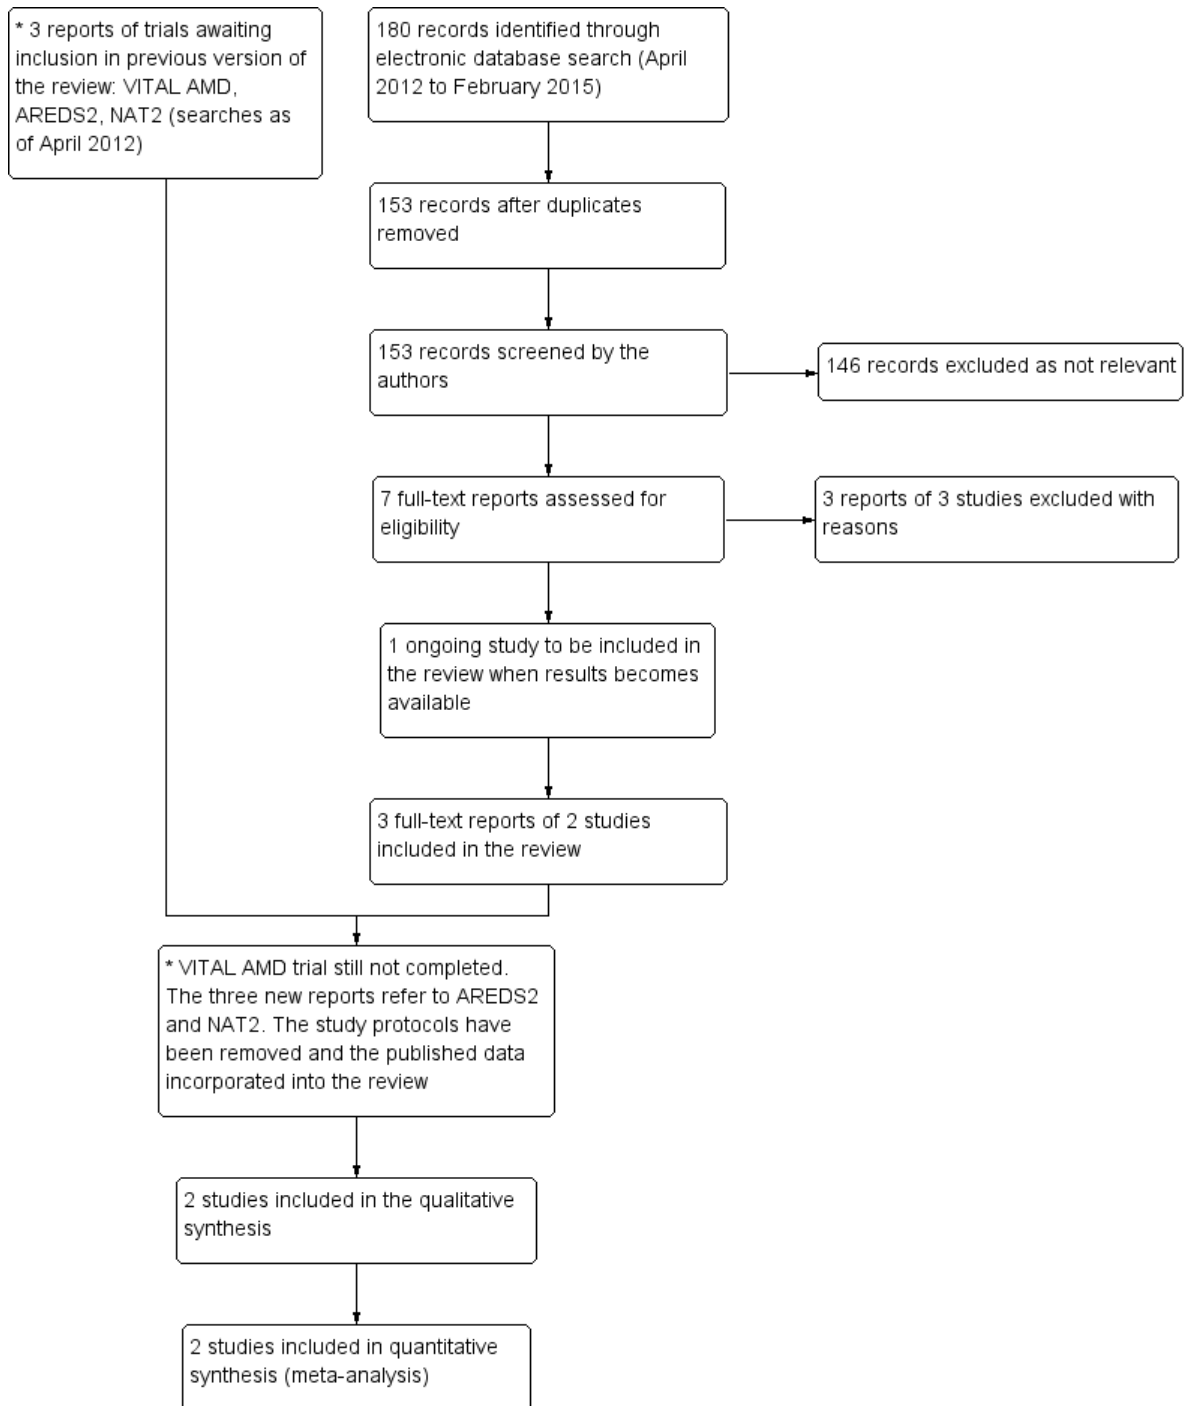 * 3 reports of trials awaiting
inclusion in previous version of
the review: VITAL AMD,
AREDS2, NAT2 (searches as
of April 2012)
180 records identified through
electronic database search (April
2012 to February 2015)
153 records after duplicates
removed
153 records screened by the
authors
146 records excluded as not relevant
7 full-text reports assessed for
eligibility
3 reports of 3 studies excluded with
reasons
1 ongoing study to be included in
the review when results becomes
available
3 full-text reports of 2 studies
included in the review
* VITAL AMD trial still not completed.
The three new reports refer to AREDS2
and NAT2. The study protocols have
been removed and the published data
incorporated into the review
2 studies included in the qualitative
synthesis
2 studies included in quantitative
synthesis (meta-analysis)